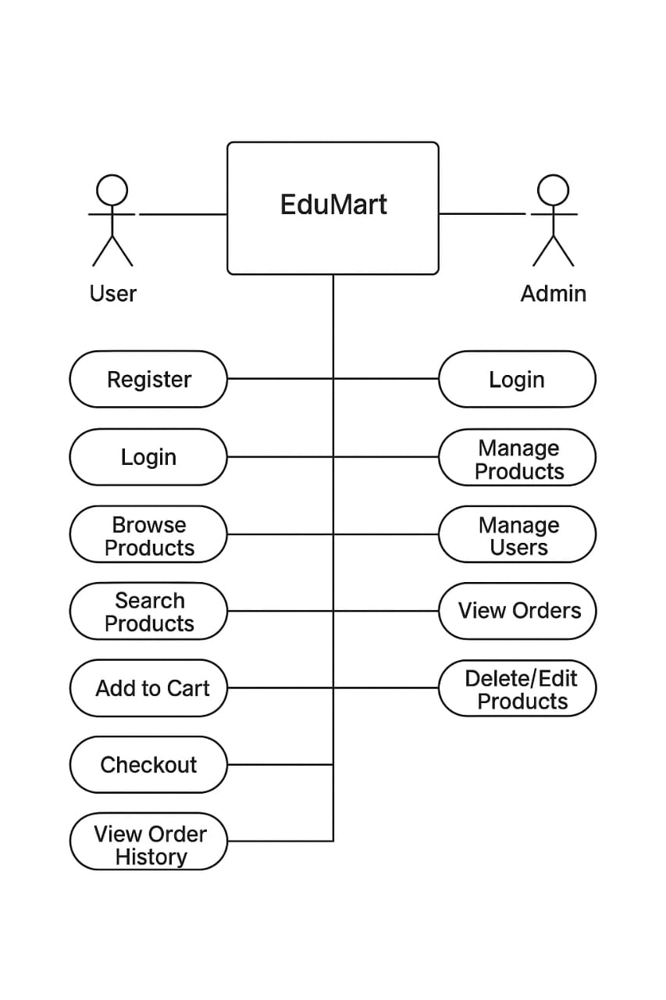 EduMart
User
Admin
Register
Login
Login
Manage
Products
Browse
Products
Manage
Users
Search
Products
View Orders
Add to Cart
Delete/Edit
Products
Checkout
View Order
History